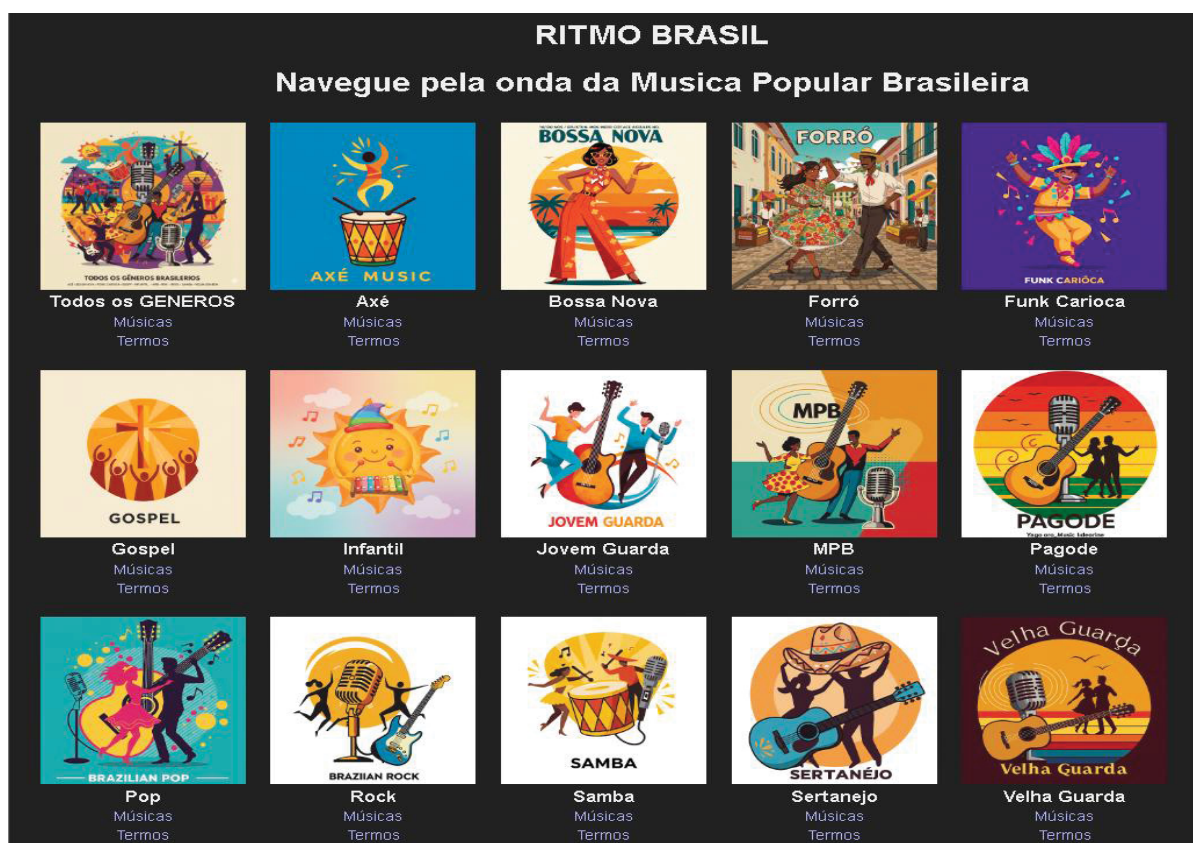 RITMO BRASIL
Navegue pela onda da Musica Popular Brasileira
TODOS OS GÊNEROS BRASILERIOS
Todos os GENEROS
Músicas
Termos
AXÉ MUSIC
Axé
Músicas
Termos
BOSSA NOVA
Bossa Nova
Músicas
Termos
FORRÓ
Forró
Músicas
Termos
FUNK CARIÓCA
Funk Carioca
Músicas
Termos
GOSPEL
Gospel
Músicas
Termos
Infantil
Músicas
Termos
JOVEM GUARDA
Jovem Guarda
Músicas
Termos
MPB
MPB
Músicas
Termos
PAGODE
Pagode
Músicas
Termos
BRAZILIAN POP
Pop
Músicas
Termos
BRAZIIAN ROCK
Rock
Músicas
Termos
SAMBA
Samba
Músicas
Termos
SERTANÉJO
Sertanejo
Músicas
Termos
Velha Guarça
Velha Guarda
Velha Guarda
Músicas
Termos